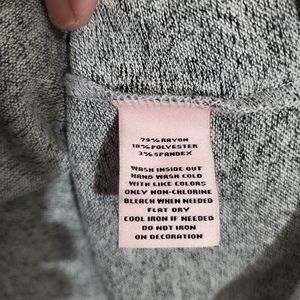 79% RAYON
18% POLYESTER
3% SPANDEX
WASH INSIDE OUT
HAND WASH COLD
WITH LIKE COLORS
ONLY NON-CHLORINE
BLEACH WHEN NEEDED
FLAT DRY
COOL IRON IF NEEDED
DO NOT IRON
ON DECORATION